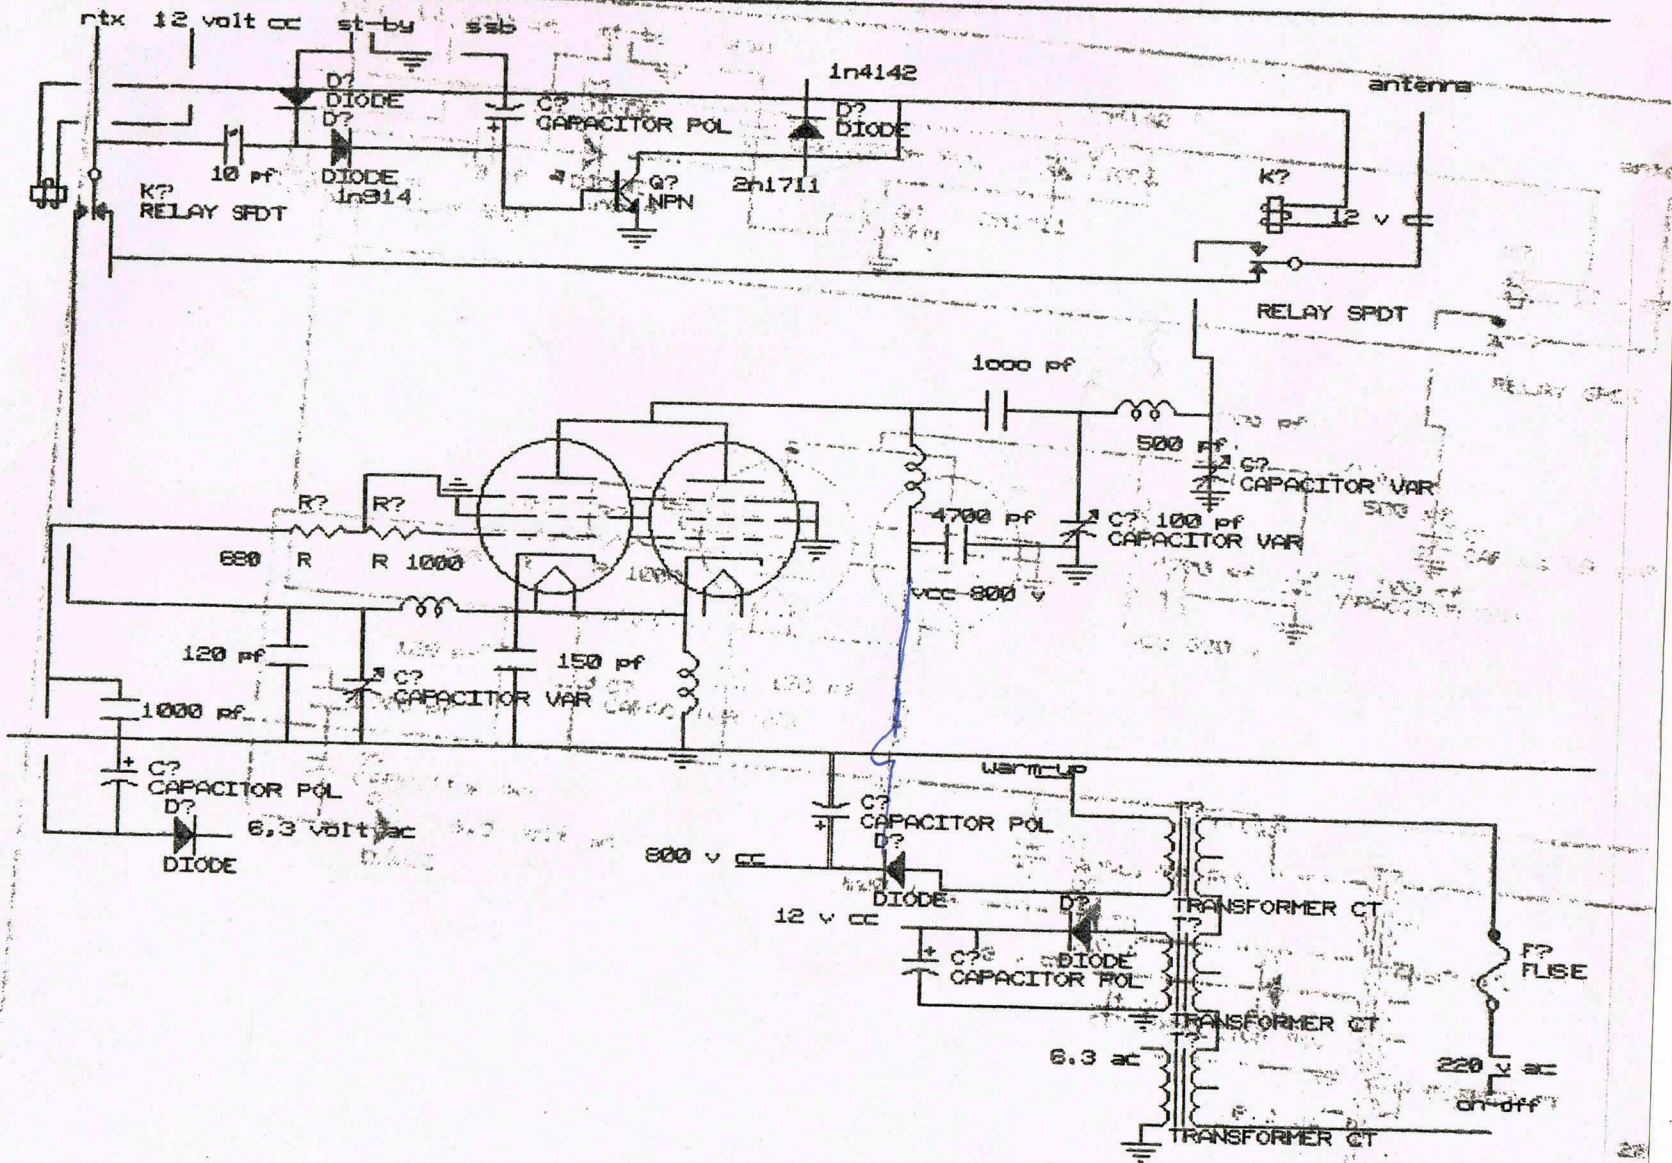 rtx 12 volt cc st-by ssb
1n4142
antenna
D?
DIODE
D?
C?
CAPACITOR POL
D?
DIODE
10 pf
DIODE
1n914
K?
RELAY SPDT
Q?
NPN
2n1711
K?
12 v
RELAY SPDT
1000 pf
500 pf
C?
CAPACITOR VAR
R? R?
680 R R 1000
4700 pf
C? 100 pf
CAPACITOR VAR
vcc 800 v
120 pf
C?
CAPACITOR VAR
150 pf
1000 pf
C?
CAPACITOR POL
D?
6,3 volt ac
DIODE
warm-up
C?
CAPACITOR POL
D?
800 v cc
DIODE
T?
TRANSFORMER CT
12 v cc
D?
DIODE
C?
CAPACITOR POL
T?
TRANSFORMER CT
F?
FUSE
6.3 ac
T?
220 v ac
on-off
TRANSFORMER CT